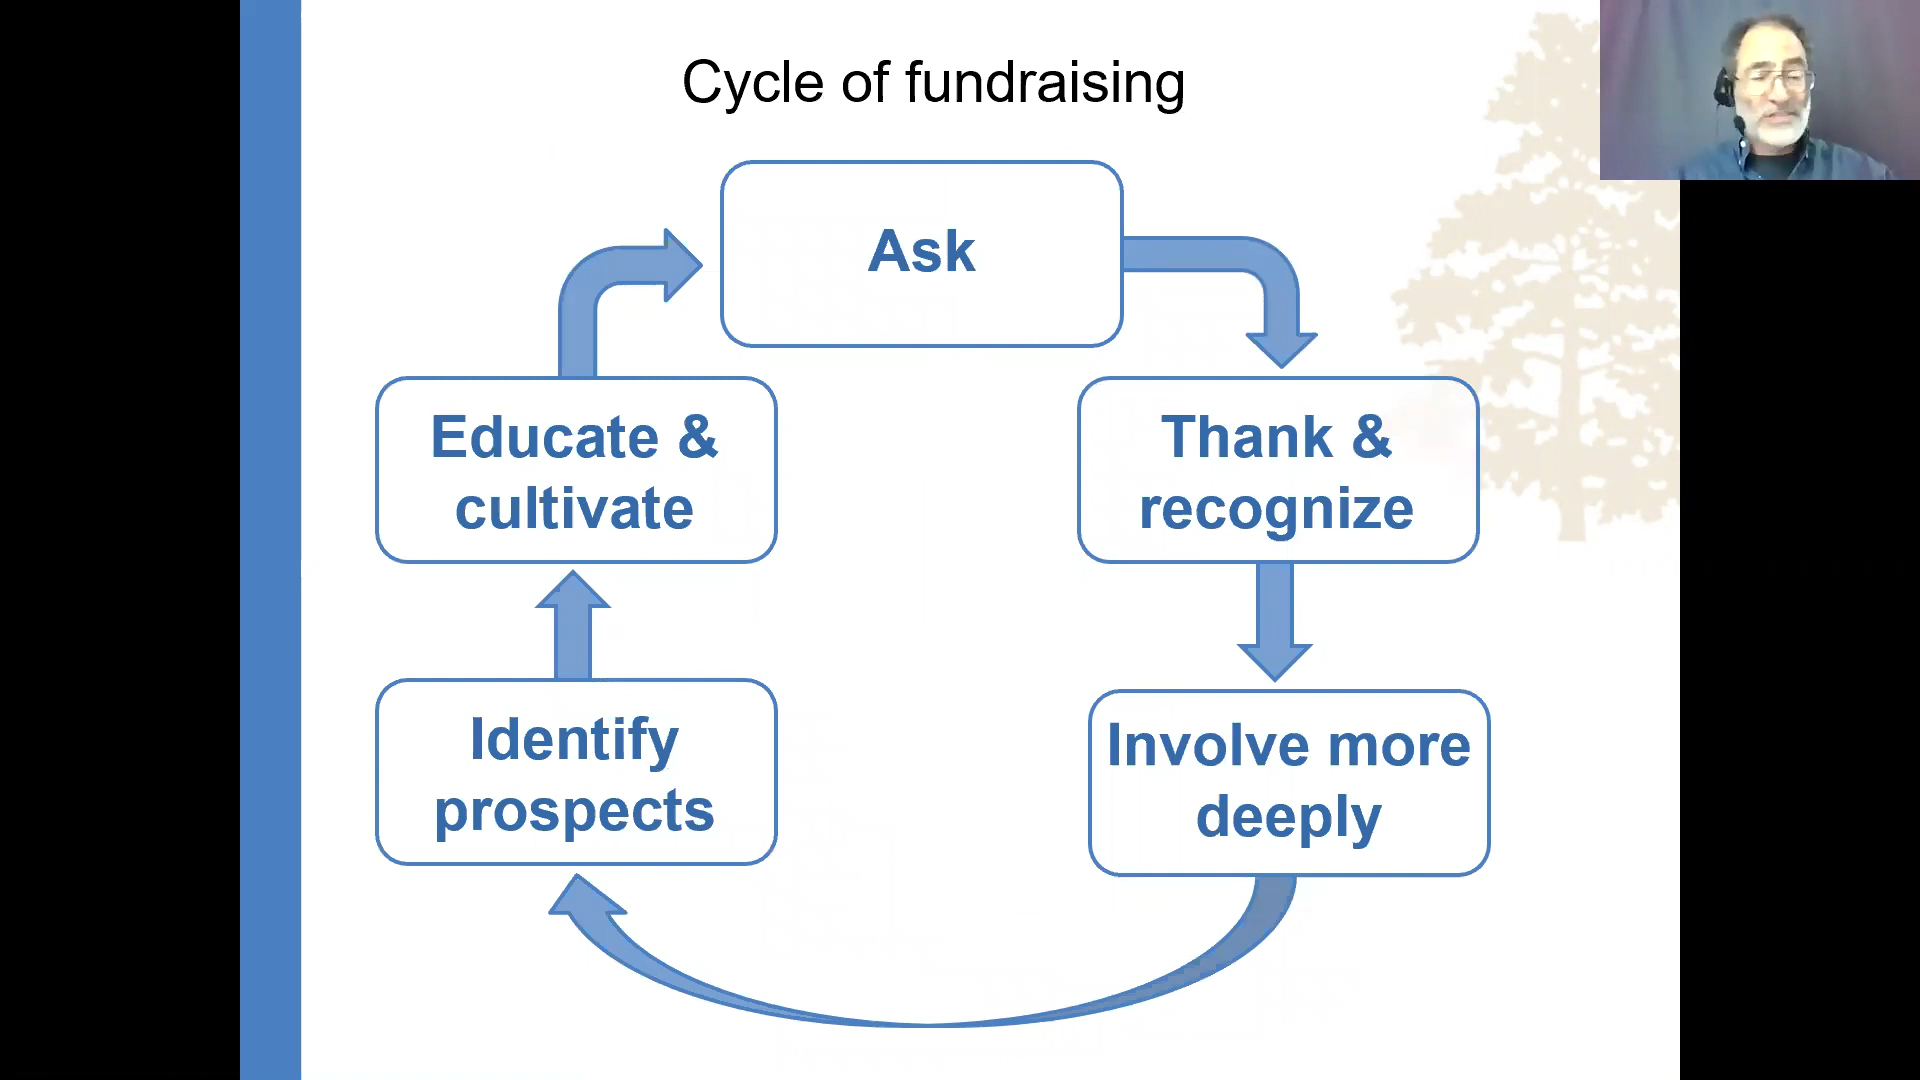 Cycle of fundraising
Ask
Educate &
cultivate
Thank &
recognize
Identify
prospects
Involve more
deeply